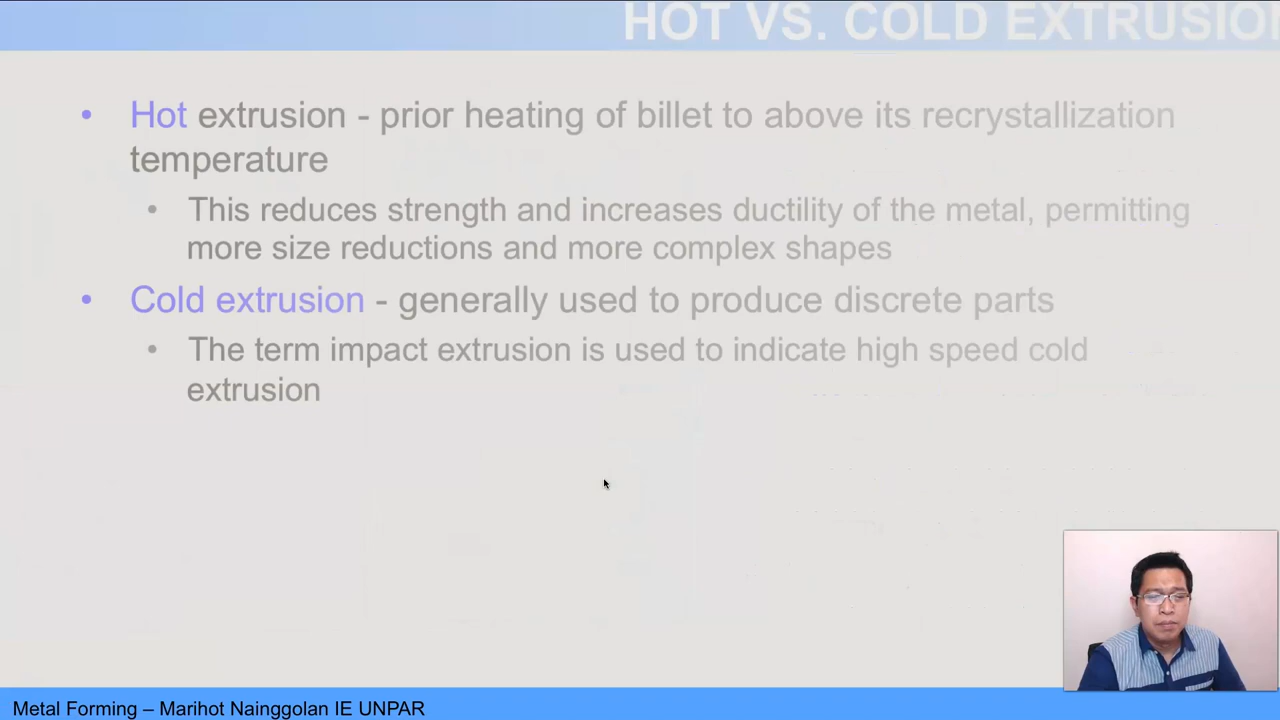 HOT VS. COLD EXTRUSION
• Hot extrusion - prior heating of billet to above its recrystallization
temperature
• This reduces strength and increases ductility of the metal, permitting
more size reductions and more complex shapes
• Cold extrusion - generally used to produce discrete parts
• The term impact extrusion is used to indicate high speed cold
extrusion
Metal Forming – Marihot Nainggolan IE UNPAR